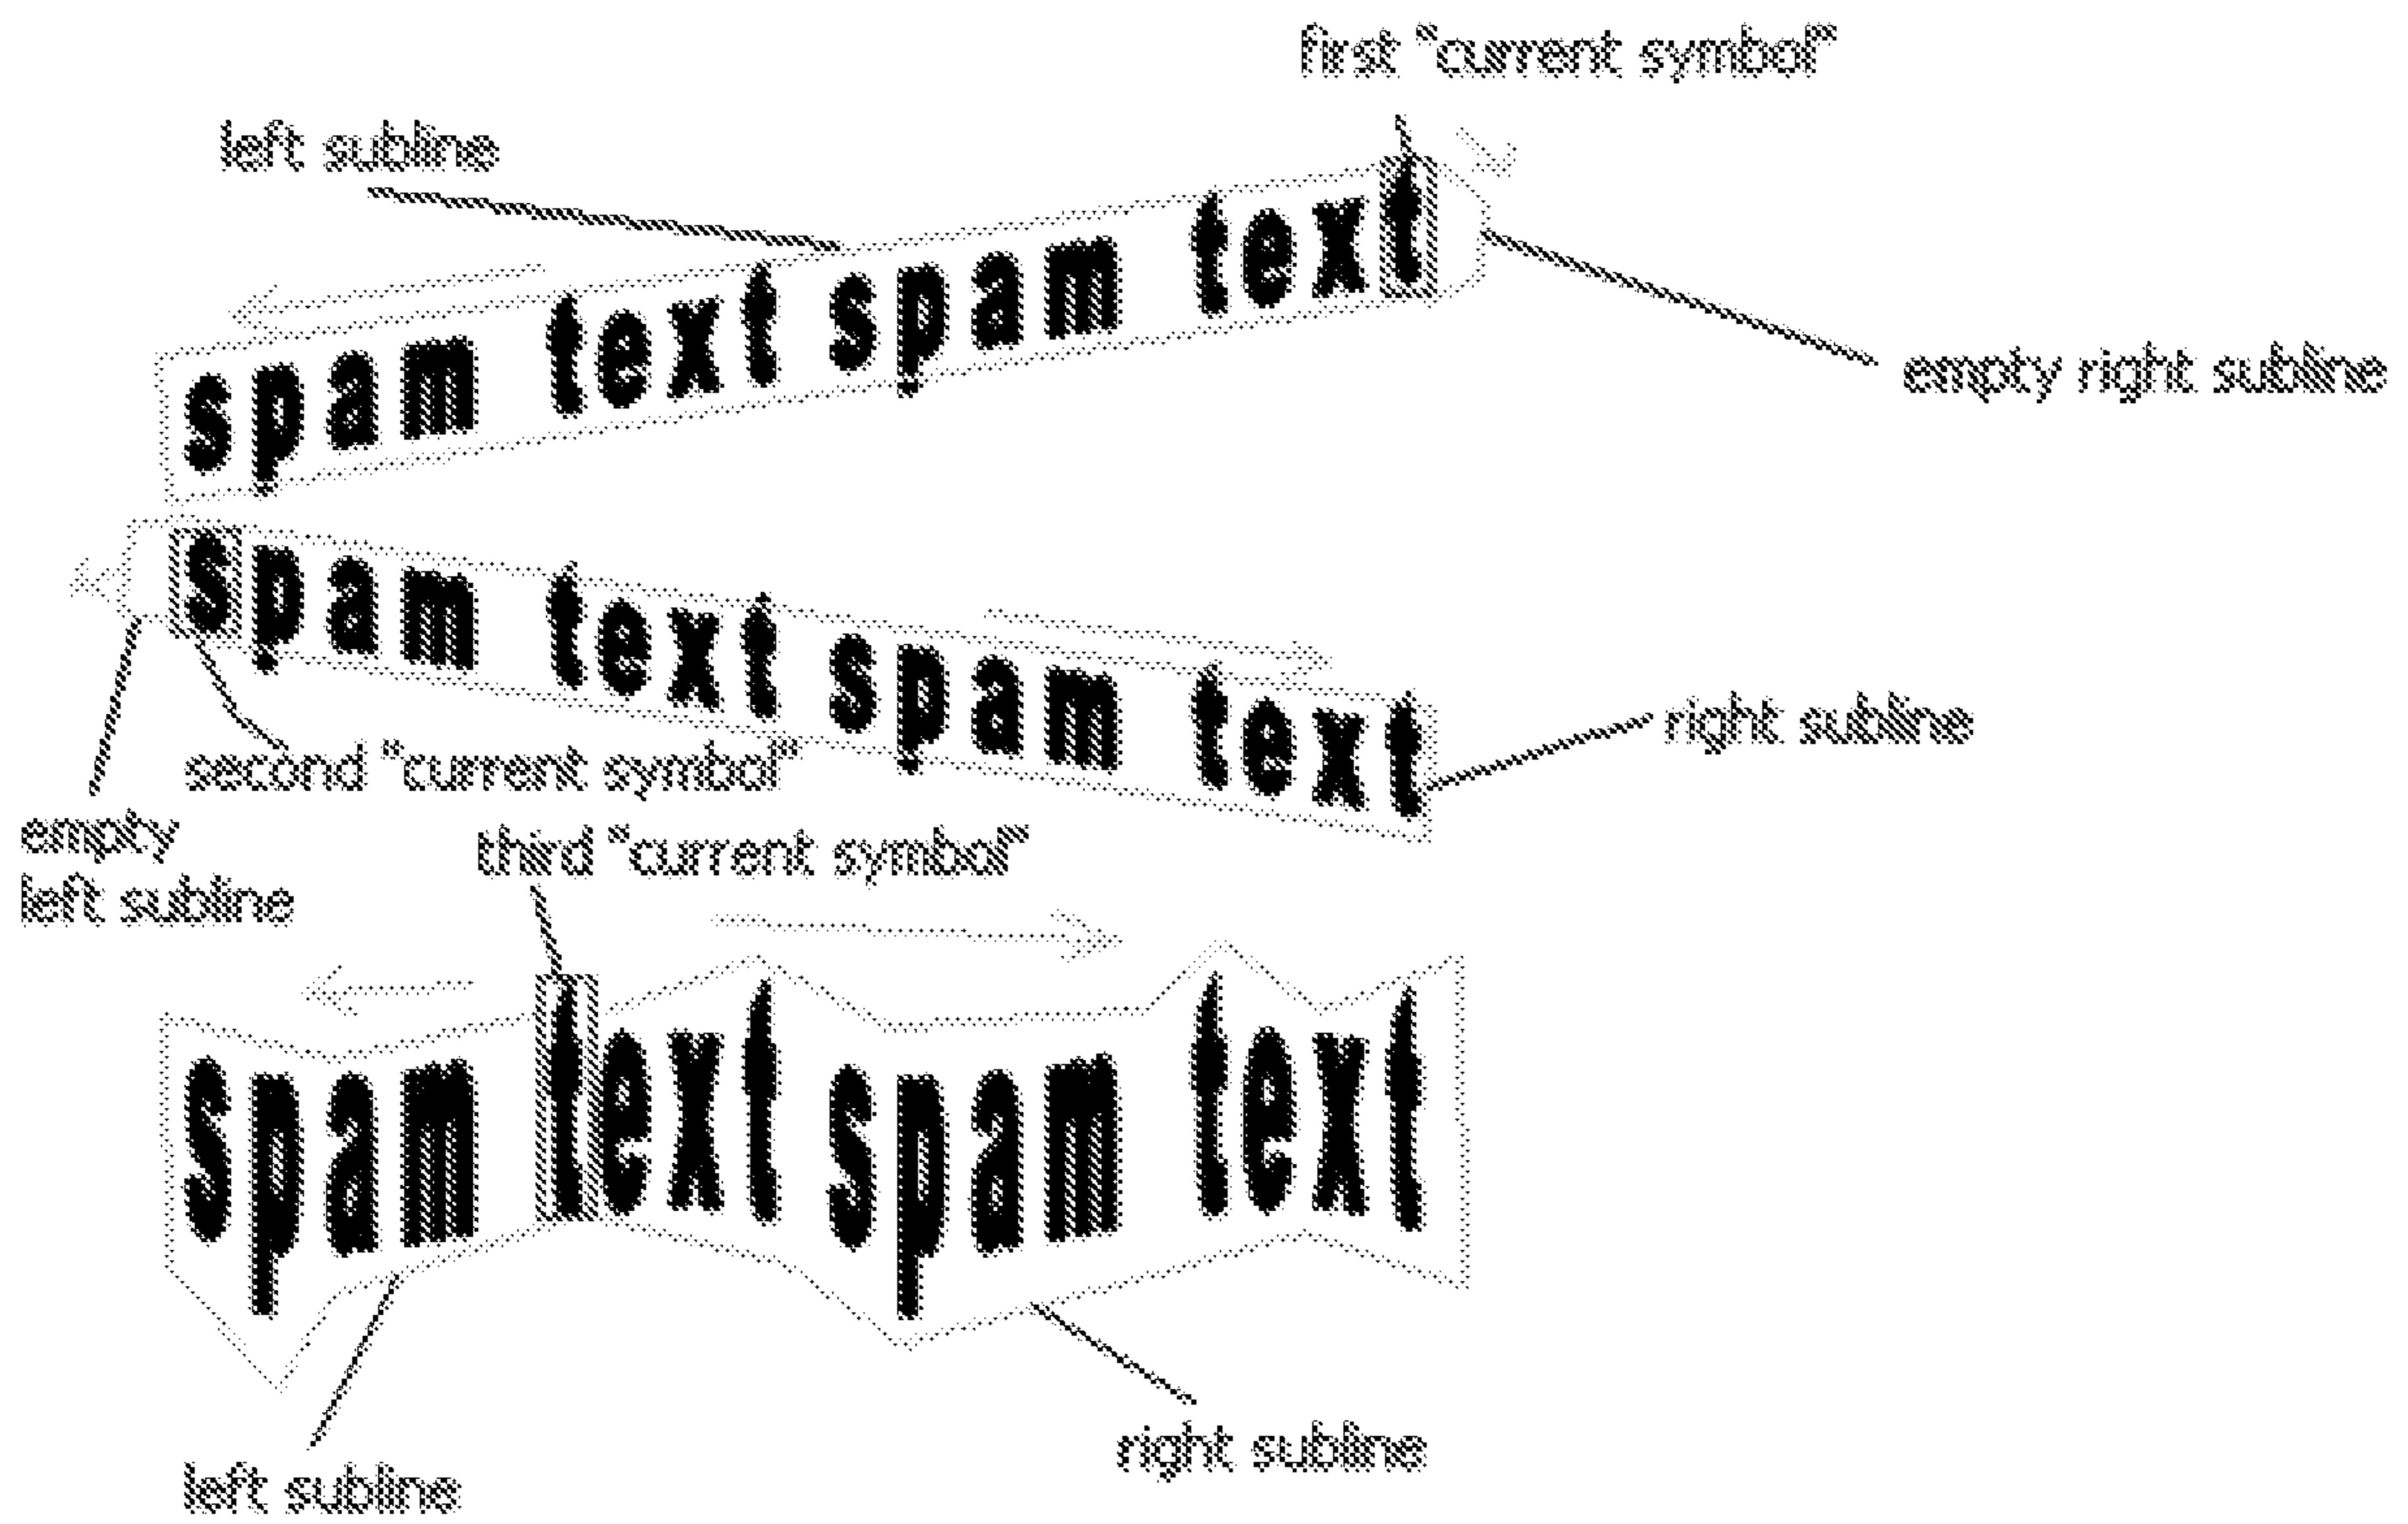 first "current symbol"
left subline
spam text spam text
empty right subline
spam text spam text
right subline
second "current symbol"
empty
left subline
third "current symbol"
spam text spam text
right subline
left subline